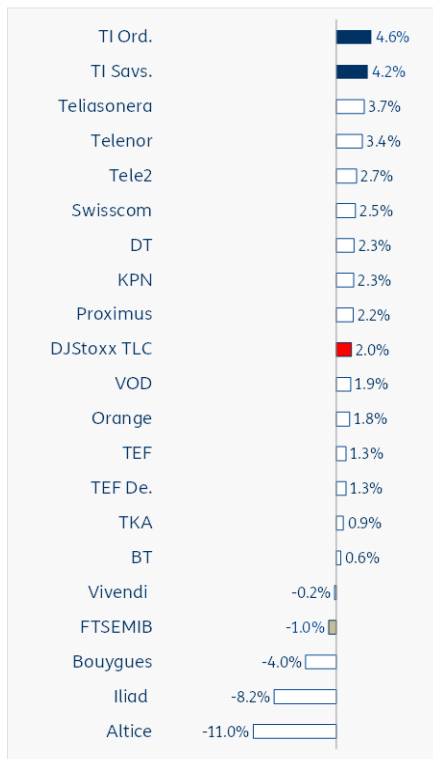 TI Ord. 4.6%
TI Savs. 4.2%
Teliasonera 3.7%
Telenor 3.4%
Tele2 2.7%
Swisscom 2.5%
DT 2.3%
KPN 2.3%
Proximus 2.2%
DJStoxx TLC 2.0%
VOD 1.9%
Orange 1.8%
TEF 1.3%
TEF De. 1.3%
TKA 0.9%
BT 0.6%
Vivendi -0.2%
FTSEMIB -1.0%
Bouygues -4.0%
Iliad -8.2%
Altice -11.0%